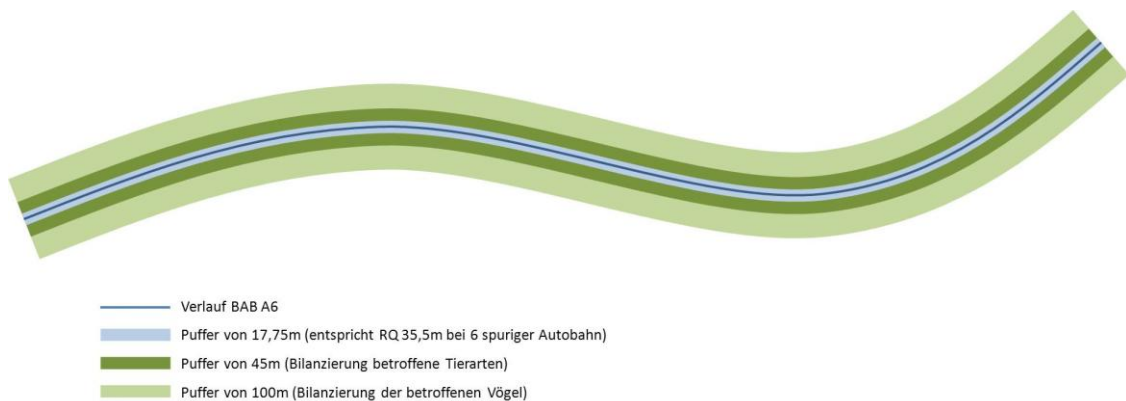 Verlauf BAB A6
Puffer von 17,75m (entspricht RQ 35,5m bei 6 spuriger Autobahn)
Puffer von 45m (Bilanzierung betroffene Tierarten)
Puffer von 100m (Bilanzierung der betroffenen Vögel)